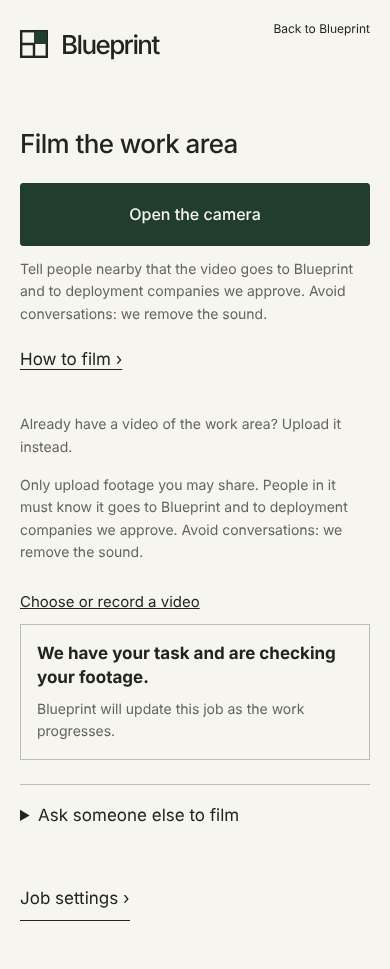 Back to Blueprint
Blueprint
Film the work area
Open the camera
Tell people nearby that the video goes to Blueprint
and to deployment companies we approve. Avoid
conversations: we remove the sound.
How to film ›
Already have a video of the work area? Upload it
instead.
Only upload footage you may share. People in it
must know it goes to Blueprint and to deployment
companies we approve. Avoid conversations: we
remove the sound.
Choose or record a video
We have your task and are checking
your footage.
Blueprint will update this job as the work
progresses.
Ask someone else to film
Job settings ›